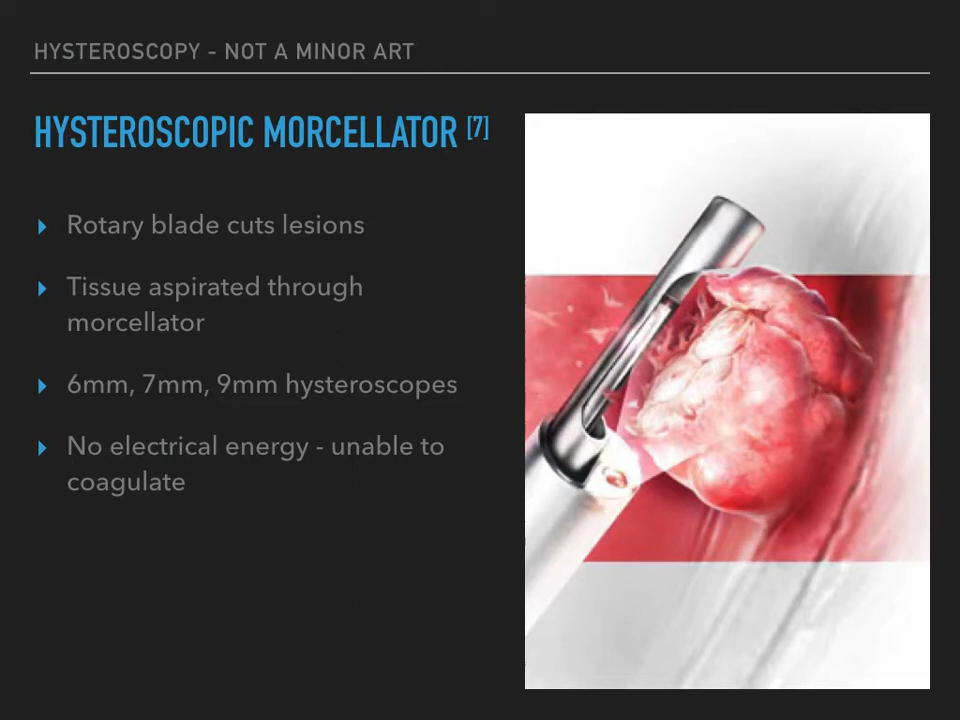 HYSTEROSCOPY - NOT A MINOR ART
HYSTEROSCOPIC MORCELLATOR [7]
Rotary blade cuts lesions
Tissue aspirated through
morcellator
6mm, 7mm, 9mm hysteroscopes
No electrical energy - unable to
coagulate